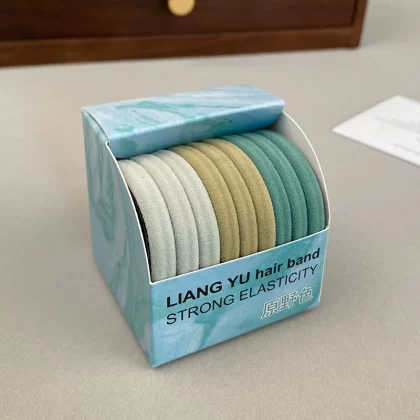 LIANG YU hair band
STRONG ELASTICITY
原野色